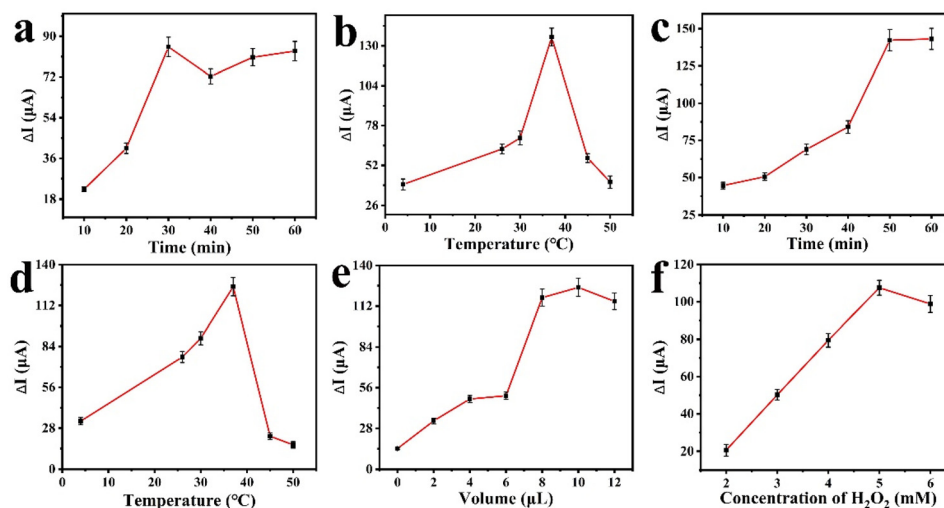 a
90
72
54
36
18
ΔI (μA)
10 20 30 40 50 60
Time (min)
b
130
104
78
52
26
ΔI (μA)
0 10 20 30 40 50
Temperature (℃)
c
150
125
100
75
50
25
ΔI (μA)
10 20 30 40 50 60
Time (min)
d
140
112
84
56
28
0
ΔI (μA)
0 10 20 30 40 50
Temperature (℃)
e
140
112
84
56
28
0
ΔI (μA)
0 2 4 6 8 10 12
Volume (μL)
f
120
100
80
60
40
20
ΔI (μA)
2 3 4 5 6
Concentration of H₂O₂ (mM)